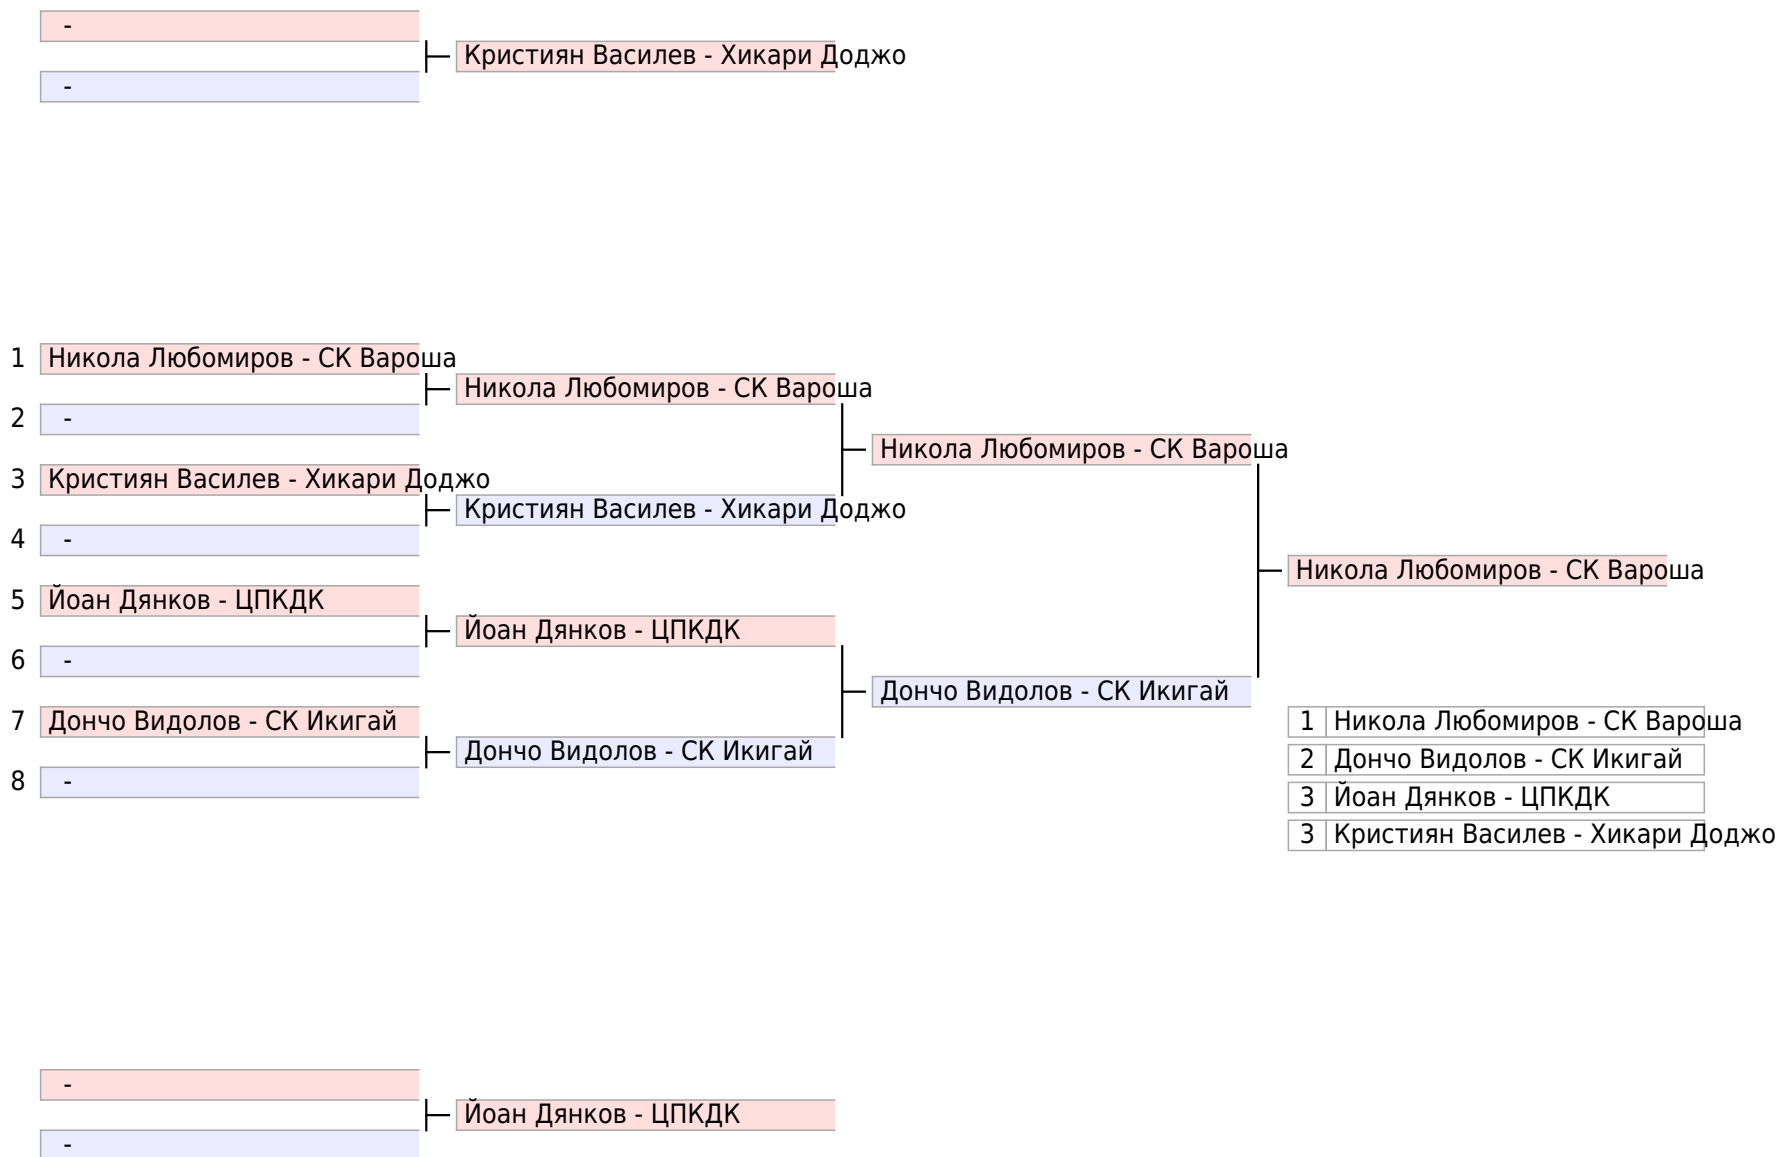 -
Кристиян Василев - Хикари Доджо
-
1 Никола Любомиров - СК Вароша
Никола Любомиров - СК Вароша
2 -
Никола Любомиров - СК Вароша
3 Кристиян Василев - Хикари Доджо
Кристиян Василев - Хикари Доджо
4 -
Никола Любомиров - СК Вароша
5 Йоан Дянков - ЦПКДК
Йоан Дянков - ЦПКДК
6 -
Дончо Видолов - СК Икигай
7 Дончо Видолов - СК Икигай
Дончо Видолов - СК Икигай
8 -
1 Никола Любомиров - СК Вароша
2 Дончо Видолов - СК Икигай
3 Йоан Дянков - ЦПКДК
3 Кристиян Василев - Хикари Доджо
-
Йоан Дянков - ЦПКДК
-